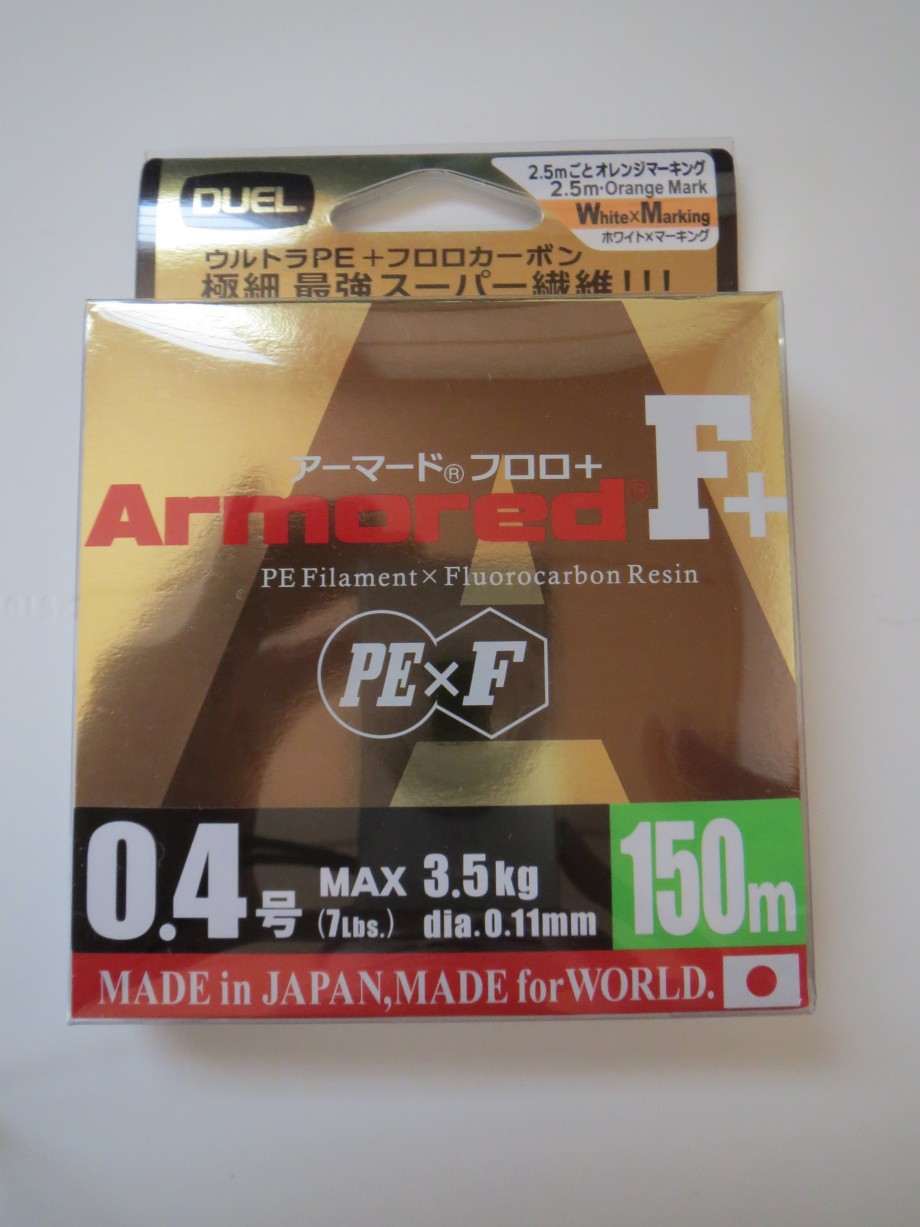 DUEL
2.5mごとオレンジマーキング
2.5m·Orange Mark
White×Marking
ホワイト×マーキング
ウルトラPE+フロロカーボン
極細 最強スーパー繊維!!!
アーマード® フロロ+
Armored® F+
PE Filament×Fluorocarbon Resin
PE×F
0.4号
MAX 3.5kg
(7Lbs.) dia.0.11mm
150m
MADE in JAPAN,MADE for WORLD.